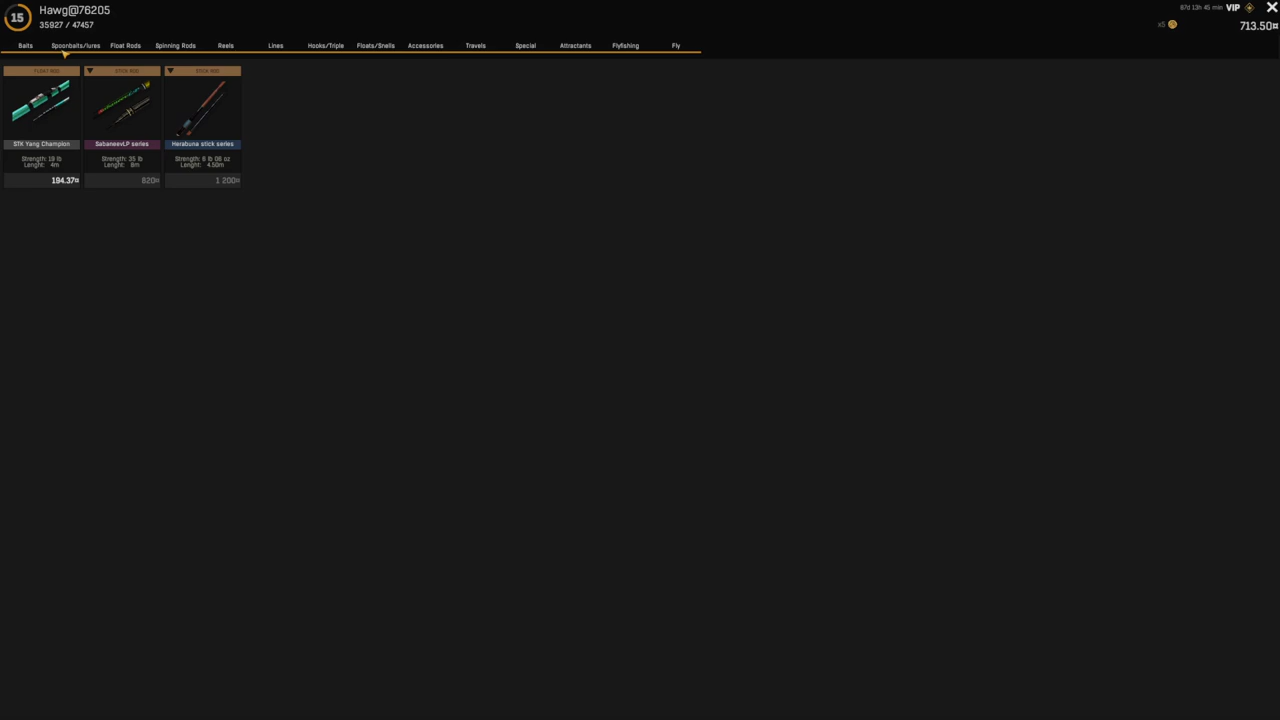 15
Hawg@76205
35927 / 47457
87d 13h 45 min VIP
x5
713.50¤
Baits Spoonbaits/lures Float Rods Spinning Rods Reels Lines Hooks/Triple Floats/Snells Accessories Travels Special Attractants Flyfishing Fly
FLOAT ROD
STK Yang Champion
Strength: 19 lb
Lenght: 4m
194.37¤
STICK ROD
SabaneevLP series
Strength: 35 lb
Lenght: 8m
820¤
STICK ROD
Herabuna stick series
Strength: 6 lb 06 oz
Lenght: 4.50m
1 200¤